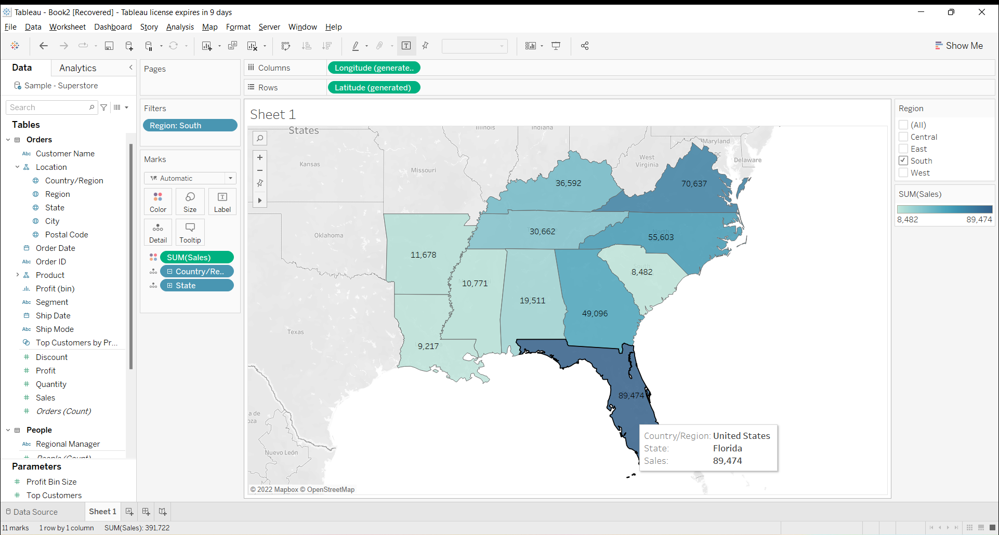 Tableau - Book2 [Recovered] - Tableau license expires in 9 days
File Data Worksheet Dashboard Story Analysis Map Format Server Window Help
Show Me
Data Analytics
Sample - Superstore
Search
Tables
Orders
Abc Customer Name
Location
Country/Region
Region
State
City
Postal Code
Order Date
Abc Order ID
Product
Profit (bin)
Abc Segment
Ship Date
Abc Ship Mode
Top Customers by Pr...
# Discount
# Profit
# Quantity
# Sales
# Orders (Count)
People
Abc Regional Manager
# People (Count)
Parameters
# Profit Bin Size
# Top Customers
Pages
Filters
Region: South
Marks
Automatic
Color Size Label
Detail Tooltip
SUM(Sales)
Country/Re..
State
Columns Longitude (generate..
Rows Latitude (generated)
Sheet 1
States
Illinois
Indiana
Maryland
DC
Delaware
West
Virginia
Kansas
Missouri
36,592
70,637
Oklahoma
30,662
North
55,603
11,678
South
8,482
10,771
19,511
49,096
Texas
9,217
89,474
a de
oza
Nuevo León
Country/Region: United States
State: Florida
Sales: 89,474
© 2022 Mapbox © OpenStreetMap
Region
(All)
Central
East
South
West
SUM(Sales)
8,482 89,474
Data Source Sheet 1
11 marks 1 row by 1 column SUM(Sales): 391,722